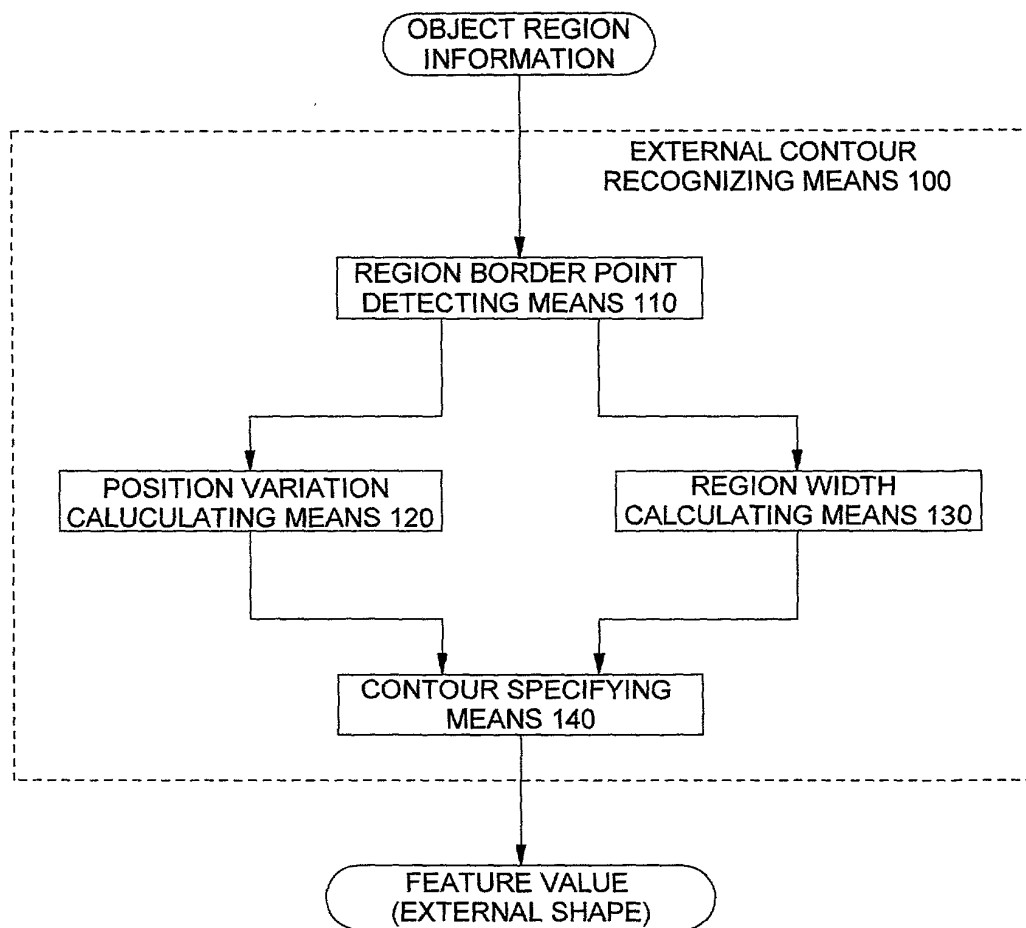 OBJECT REGION
INFORMATION
EXTERNAL CONTOUR
RECOGNIZING MEANS 100
REGION BORDER POINT
DETECTING MEANS 110
POSITION VARIATION
CALUCULATING MEANS 120
REGION WIDTH
CALCULATING MEANS 130
CONTOUR SPECIFYING
MEANS 140
FEATURE VALUE
(EXTERNAL SHAPE)